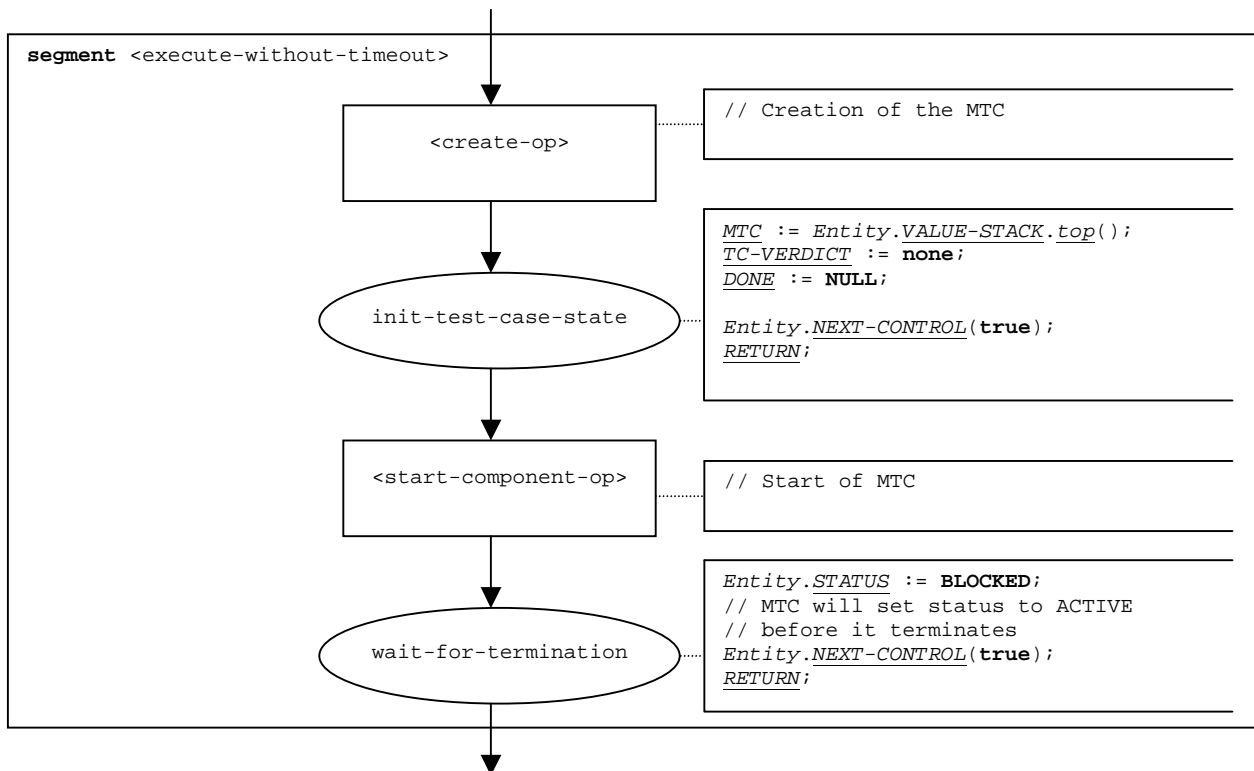 segment <execute-without-timeout>
<create-op>
// Creation of the MTC
MTC := Entity.VALUE-STACK.top();
TC-VERDICT := none;
DONE := NULL;
Entity.NEXT-CONTROL(true);
RETURN;
init-test-case-state
<start-component-op>
// Start of MTC
Entity.STATUS := BLOCKED;
// MTC will set status to ACTIVE
// before it terminates
Entity.NEXT-CONTROL(true);
RETURN;
wait-for-termination